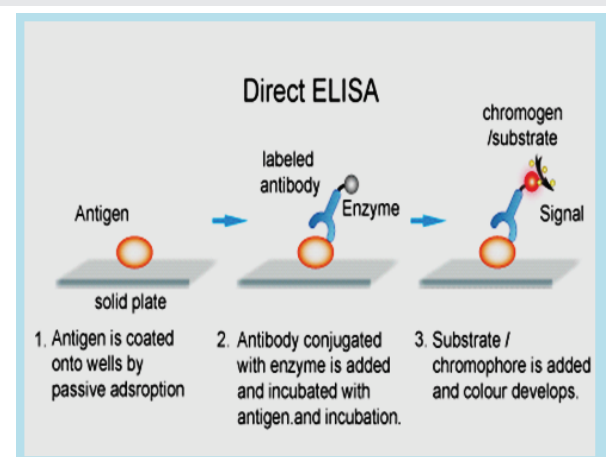 Direct ELISA
chromogen
/substrate
labeled
antibody
Enzyme
Antigen
Signal
solid plate
1. Antigen is coated
onto wells by
passive adsroption
2. Antibody conjugated
with enzyme is added
and incubated with
antigen.and incubation.
3. Substrate /
chromophore is added
and colour develops.